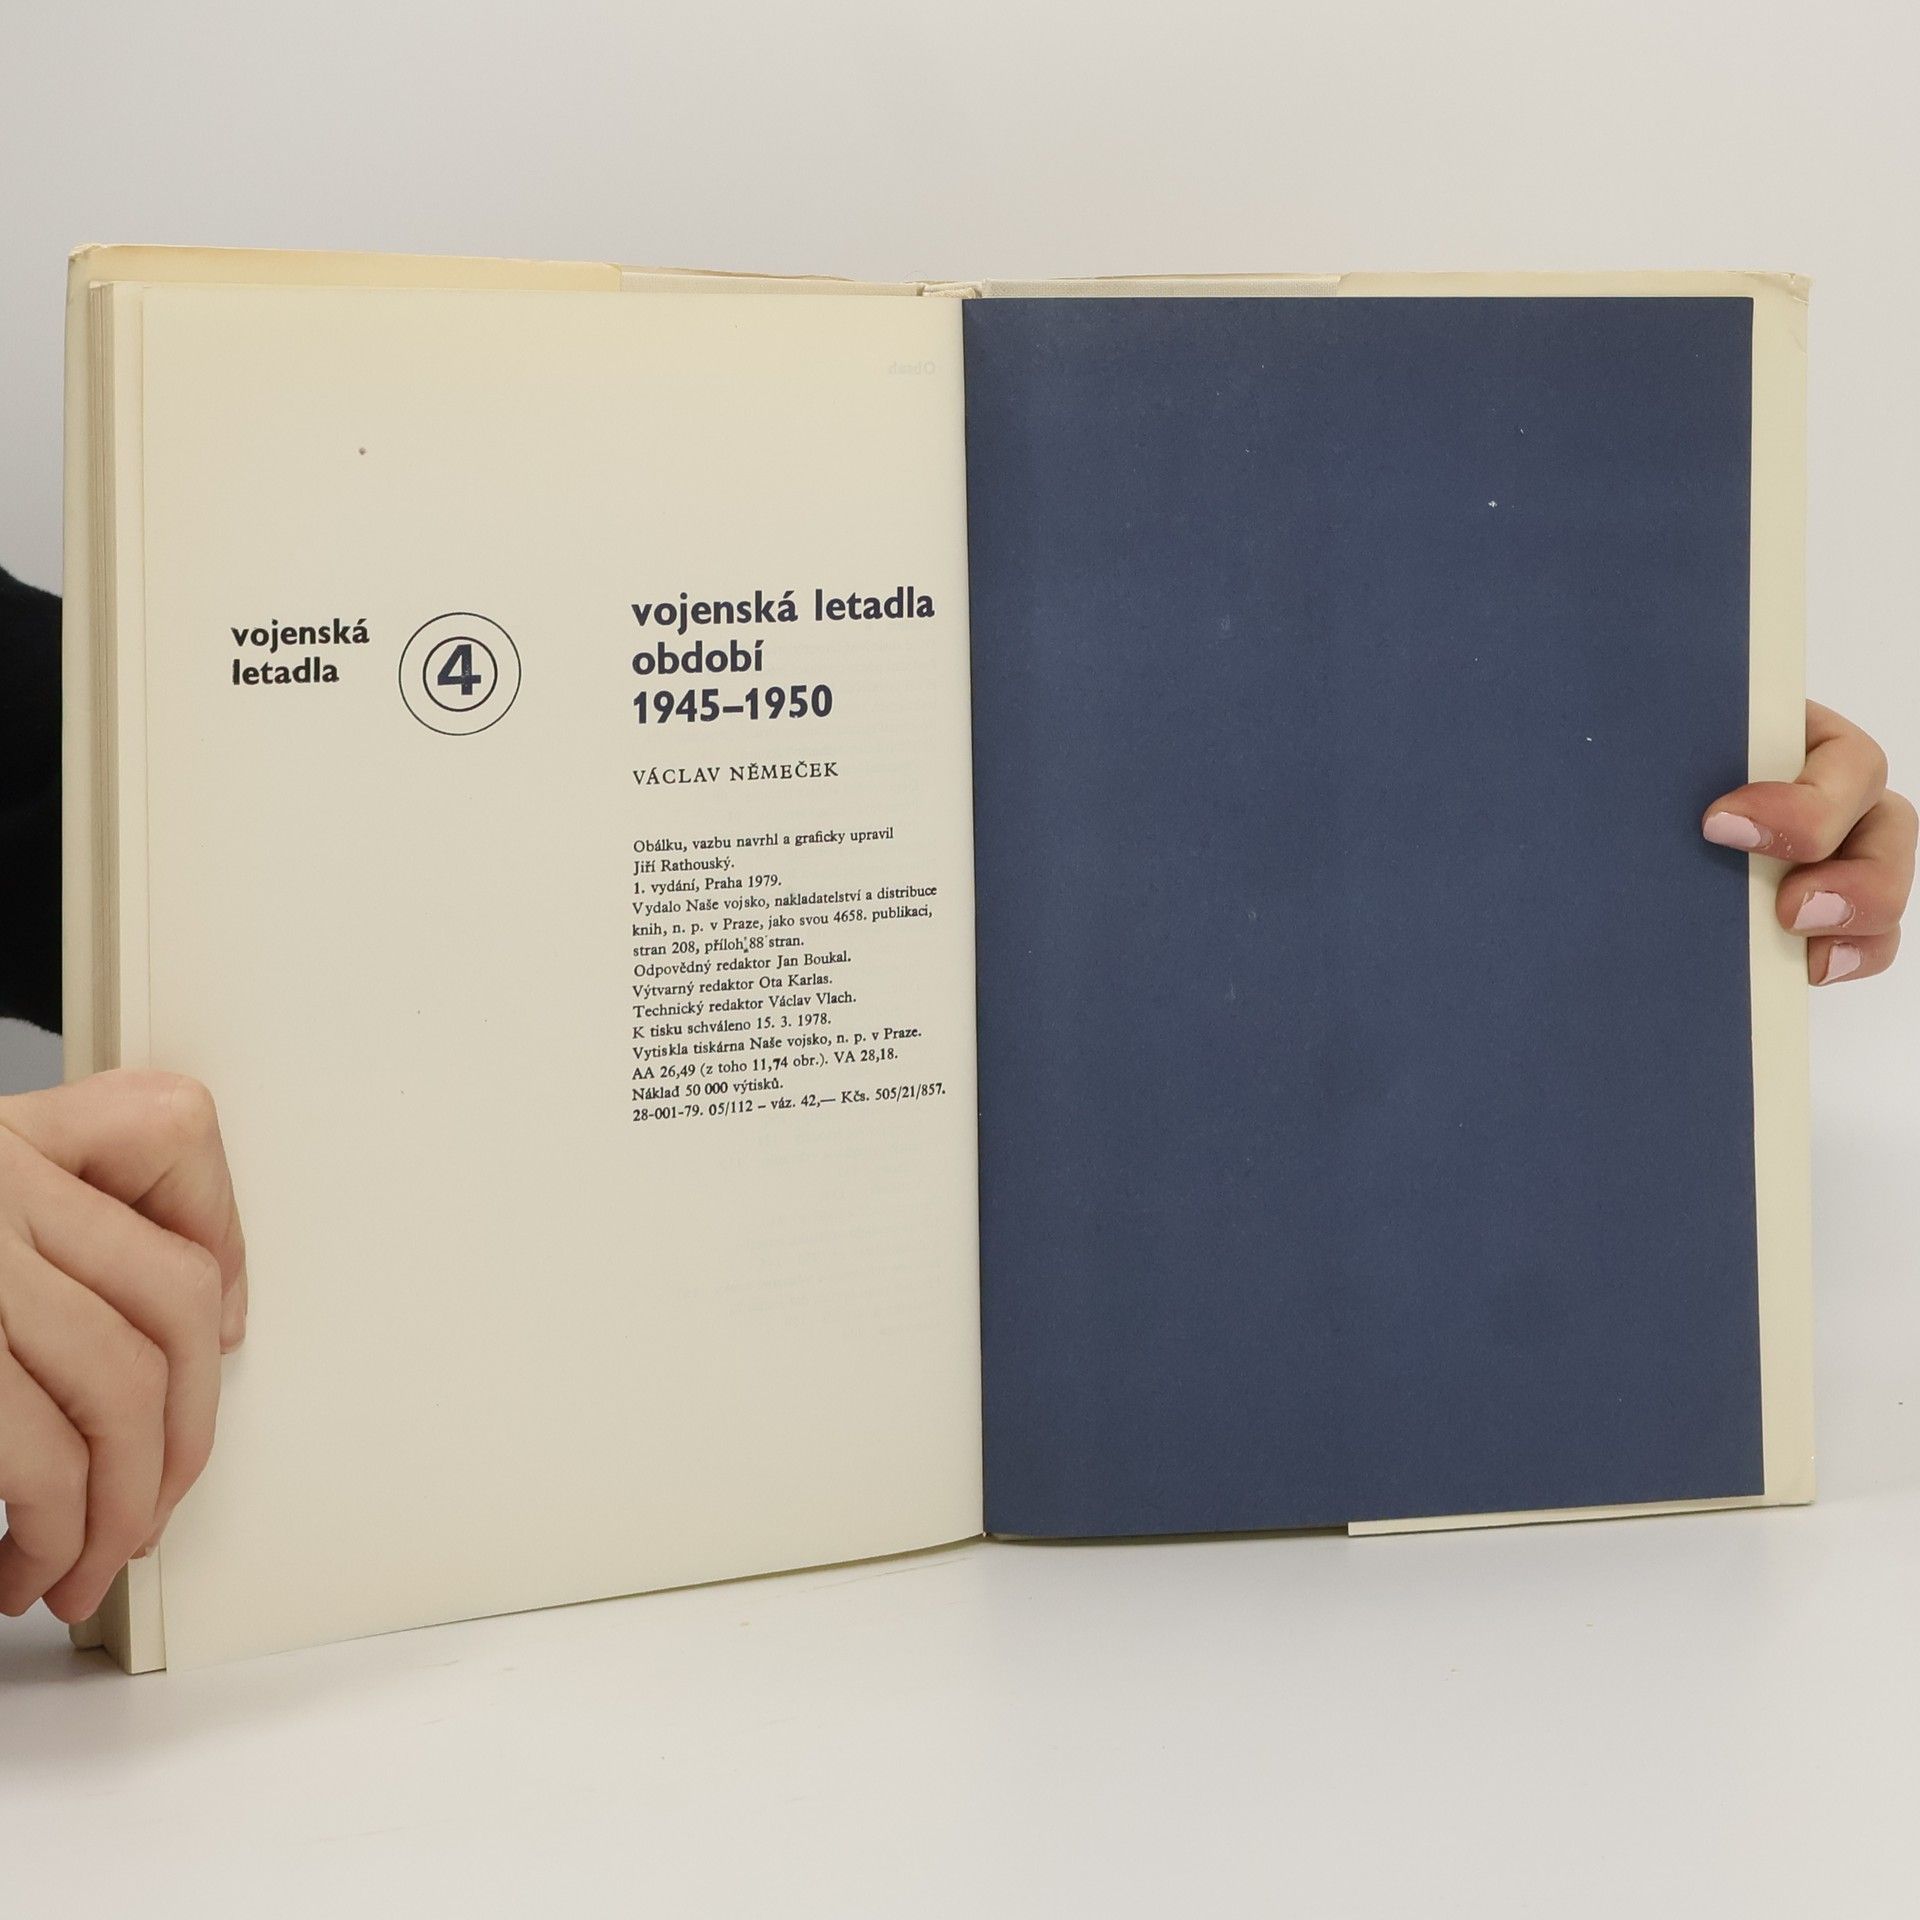 vojenská
letadla
4
vojenská letadla
období
1945–1950
VÁCLAV NĚMEČEK
Obálku, vazbu navrhl a graficky upravil
Jiří Rathouský.
1. vydání, Praha 1979.
Vydalo Naše vojsko, nakladatelství a distribuce
knih, n. p. v Praze, jako svou 4658. publikaci,
stran 208, příloh 88 stran.
Odpovědný redaktor Jan Boukal.
Výtvarný redaktor Ota Karlas.
Technický redaktor Václav Vlach.
K tisku schváleno 15. 3. 1978.
Vytiskla tiskárna Naše vojsko, n. p. v Praze.
AA 26,49 (z toho 11,74 obr.). VA 28,18.
Náklad 50 000 výtisků.
28-001-79. 05/112 – váz. 42,— Kčs. 505/21/857.